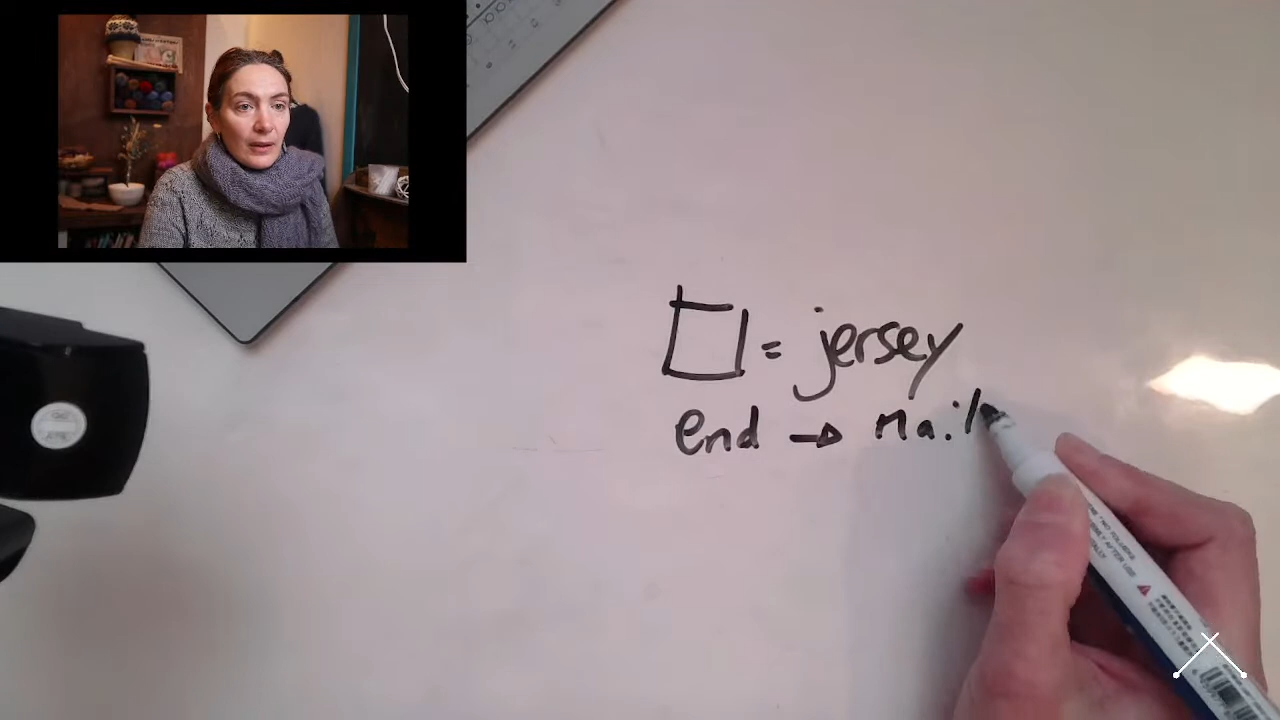 = jersey
end → Mail